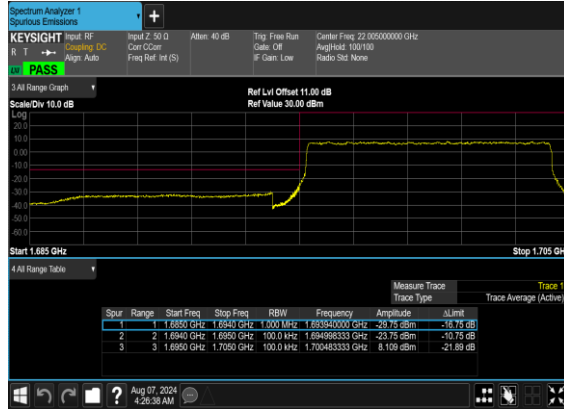 Spectrum Analyzer 1
Spurious Emissions
+
KEYSIGHT Input: RF Input Z: 50 Ω Atten: 40 dB Trig: Free Run Center Freq: 22.005000000 GHz
R T Coupling: DC Corr CCorr Gate: Off Avg|Hold: 100/100
Align: Auto Freq Ref: Int (S) IF Gain: Low Radio Std: None
PASS
3 All Range Graph
Ref Lvl Offset 11.00 dB
Scale/Div 10.0 dB Ref Value 30.00 dBm
Log
20.0
10.0
0.00
-10.0
-20.0
-30.0
-40.0
-50.0
-60.0
Start 1.685 GHz Stop 1.705 GH
4 All Range Table
Measure Trace Trace 1
Trace Type Trace Average (Active)
Spur Range Start Freq Stop Freq RBW Frequency Amplitude ΔLimit
1 1 1.6850 GHz 1.6940 GHz 1.000 MHz 1.693940000 GHz -29.75 dBm -16.75 dB
2 2 1.6940 GHz 1.6950 GHz 100.0 kHz 1.694998333 GHz -23.75 dBm -10.75 dB
3 3 1.6950 GHz 1.7050 GHz 100.0 kHz 1.700483333 GHz 8.109 dBm -21.89 dB
?
Aug 07, 2024
4:26:38 AM